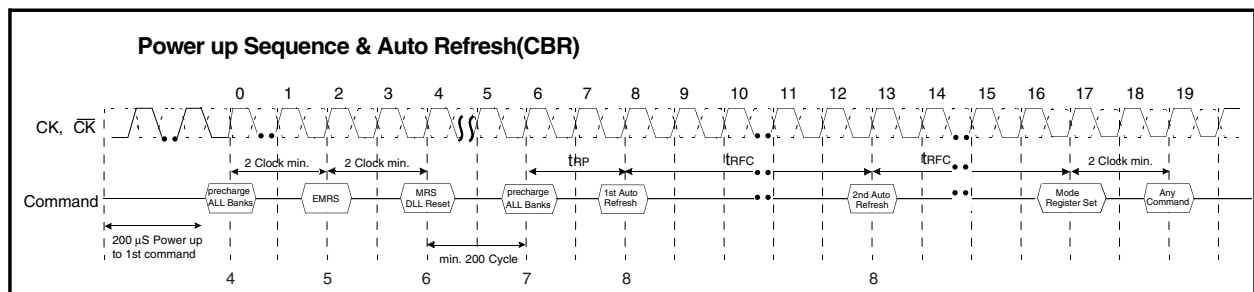 Power up Sequence & Auto Refresh(CBR)
0 1 2 3 4 5 6 7 8 9 10 11 12 13 14 15 16 17 18 19
CK, C̅K̅
2 Clock min. 2 Clock min. tRP tRFC tRFC 2 Clock min.
Command
precharge
ALL Banks
EMRS
MRS
DLL Reset
precharge
ALL Banks
1st Auto
Refresh
2nd Auto
Refresh
Mode
Register Set
Any
Command
200 μS Power up
to 1st command
min. 200 Cycle
4 5 6 7 8 8